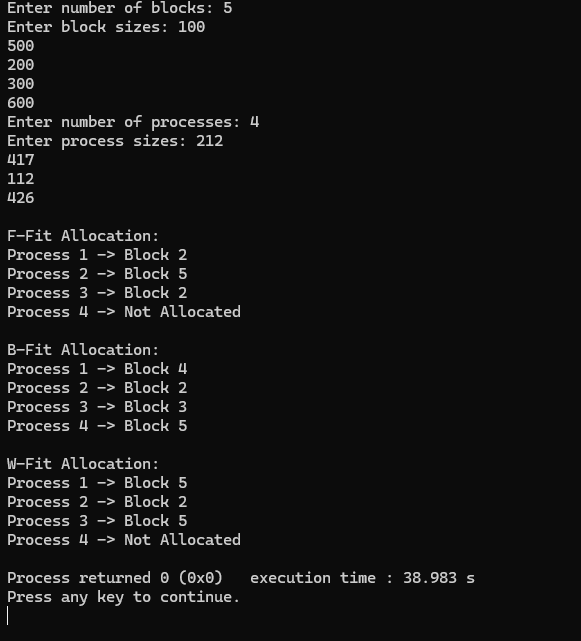 Enter number of blocks: 5
Enter block sizes: 100
500
200
300
600
Enter number of processes: 4
Enter process sizes: 212
417
112
426
F-Fit Allocation:
Process 1 -> Block 2
Process 2 -> Block 5
Process 3 -> Block 2
Process 4 -> Not Allocated
B-Fit Allocation:
Process 1 -> Block 4
Process 2 -> Block 2
Process 3 -> Block 3
Process 4 -> Block 5
W-Fit Allocation:
Process 1 -> Block 5
Process 2 -> Block 2
Process 3 -> Block 5
Process 4 -> Not Allocated
Process returned 0 (0x0)   execution time : 38.983 s
Press any key to continue.